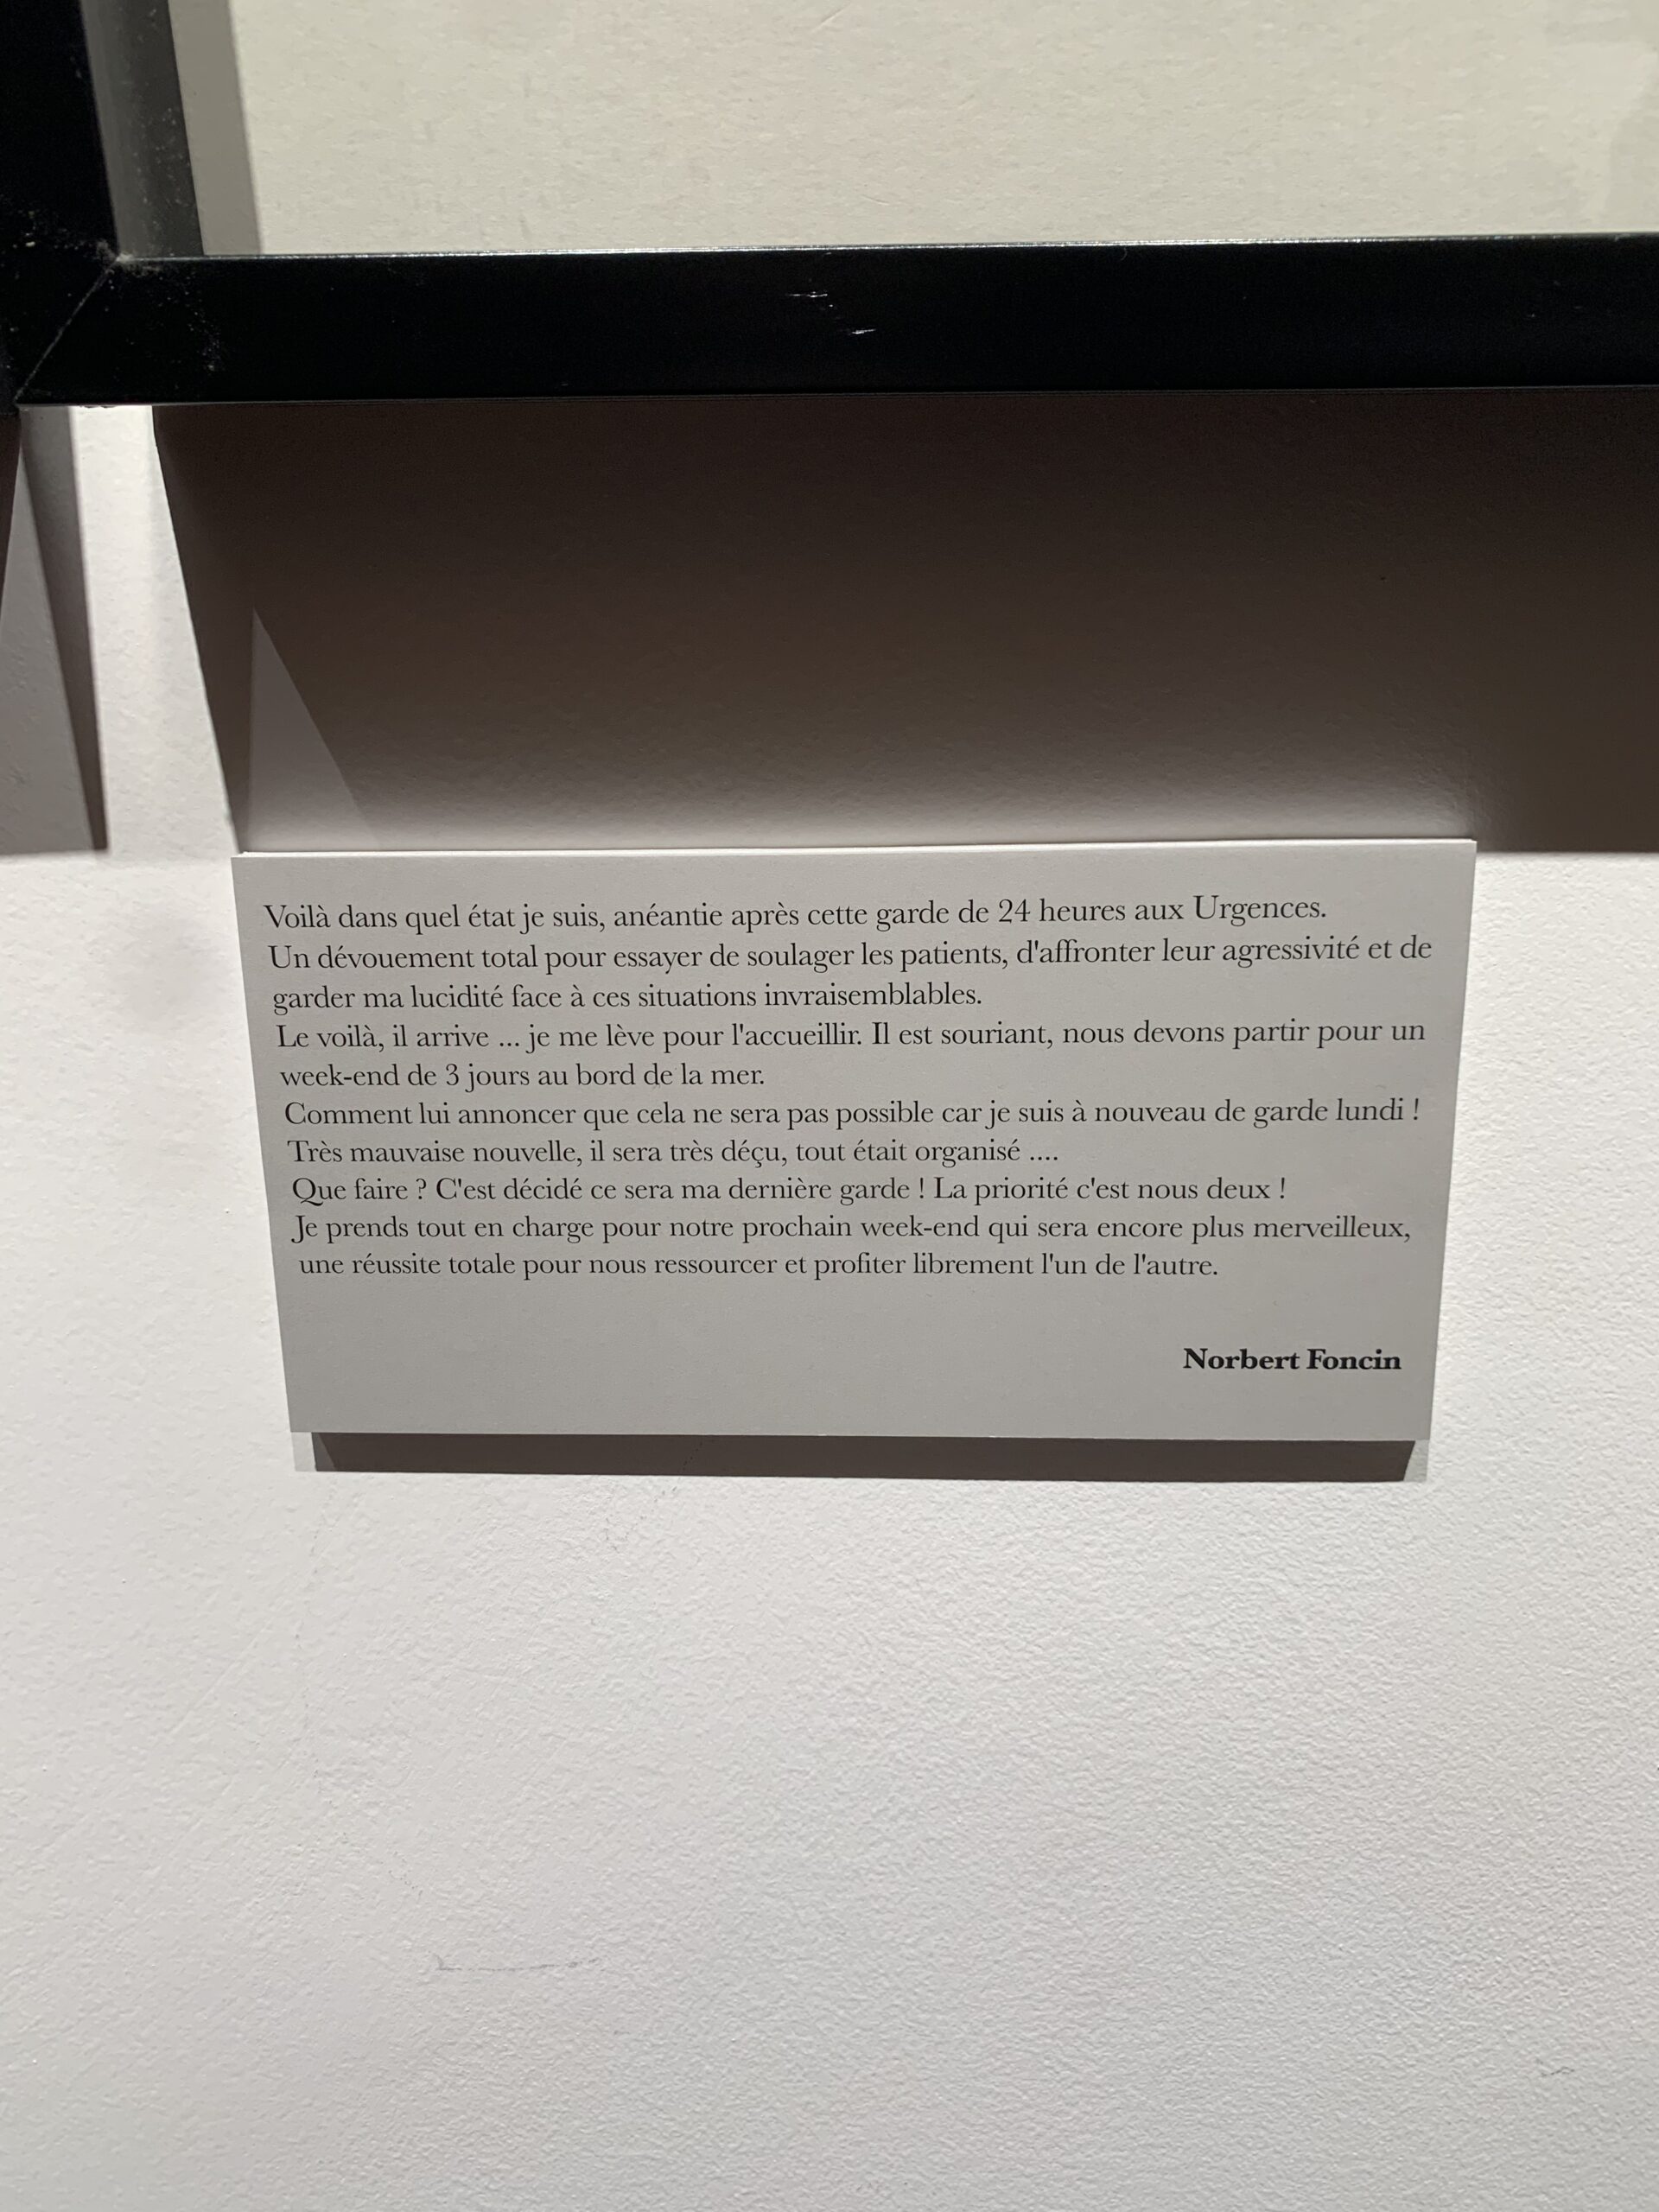 Voilà dans quel état je suis, anéantie après cette garde de 24 heures aux Urgences.
Un dévouement total pour essayer de soulager les patients, d'affronter leur agressivité et de
garder ma lucidité face à ces situations invraisemblables.
Le voilà, il arrive ... je me lève pour l'accueillir. Il est souriant, nous devons partir pour un
week-end de 3 jours au bord de la mer.
Comment lui annoncer que cela ne sera pas possible car je suis à nouveau de garde lundi !
Très mauvaise nouvelle, il sera très déçu, tout était organisé ....
Que faire ? C'est décidé ce sera ma dernière garde ! La priorité c'est nous deux !
Je prends tout en charge pour notre prochain week-end qui sera encore plus merveilleux,
une réussite totale pour nous ressourcer et profiter librement l'un de l'autre.
Norbert Foncin